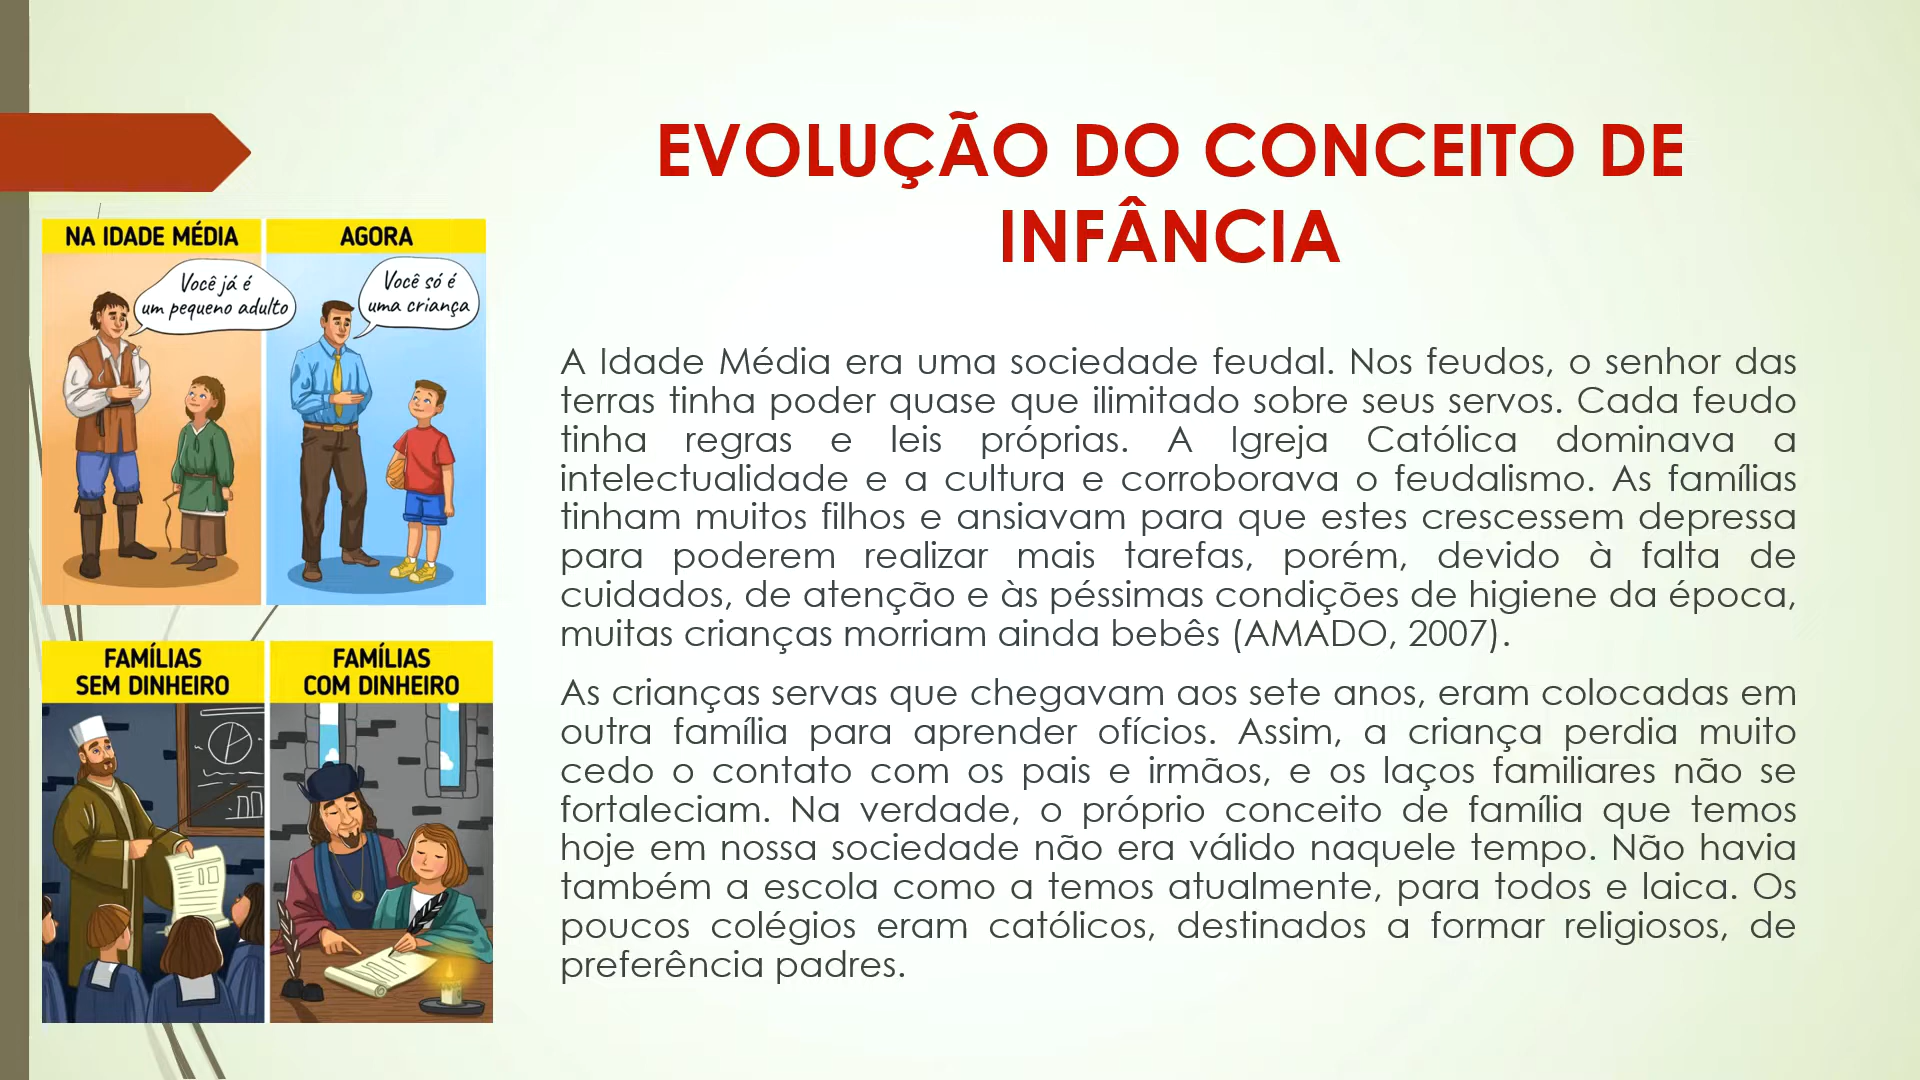 EVOLUÇÃO DO CONCEITO DE
INFÂNCIA
NA IDADE MÉDIA
AGORA
Você já é
um pequeno adulto
Você só é
uma criança
FAMÍLIAS
SEM DINHEIRO
FAMÍLIAS
COM DINHEIRO
A Idade Média era uma sociedade feudal. Nos feudos, o senhor das
terras tinha poder quase que ilimitado sobre seus servos. Cada feudo
tinha regras e leis próprias. A Igreja Católica dominava a
intelectualidade e a cultura e corroborava o feudalismo. As famílias
tinham muitos filhos e ansiavam para que estes crescessem depressa
para poderem realizar mais tarefas, porém, devido à falta de
cuidados, de atenção e às péssimas condições de higiene da época,
muitas crianças morriam ainda bebês (AMADO, 2007).
As crianças servas que chegavam aos sete anos, eram colocadas em
outra família para aprender ofícios. Assim, a criança perdia muito
cedo o contato com os pais e irmãos, e os laços familiares não se
fortaleciam. Na verdade, o próprio conceito de família que temos
hoje em nossa sociedade não era válido naquele tempo. Não havia
também a escola como a temos atualmente, para todos e laica. Os
poucos colégios eram católicos, destinados a formar religiosos, de
preferência padres.